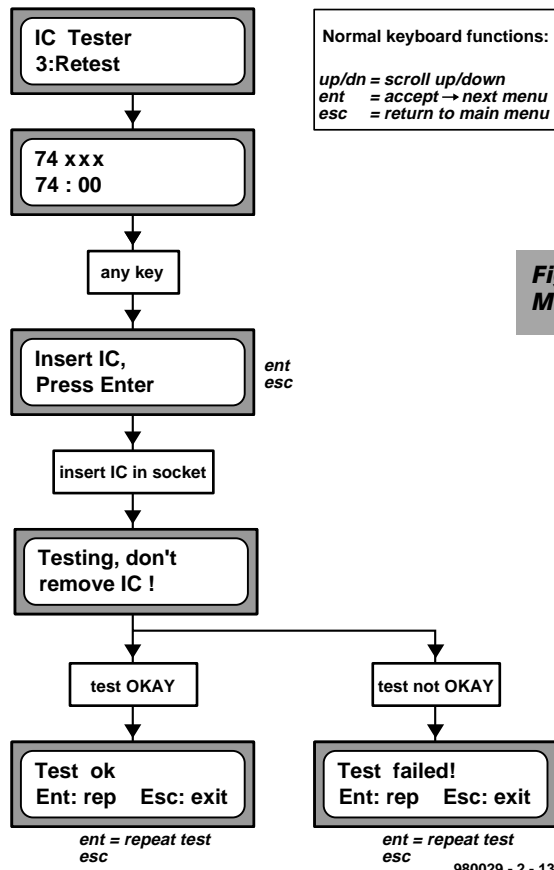 IC Tester
3:Retest
Normal keyboard functions:
up/dn = scroll up/down
ent = accept → next menu
esc = return to main menu
74 xxx
74 : 00
any key
Insert IC,
Press Enter
ent
esc
insert IC in socket
Testing, don't
remove IC !
test OKAY
test not OKAY
Test ok
Ent: rep Esc: exit
ent = repeat test
esc
Test failed!
Ent: rep Esc: exit
ent = repeat test
esc
980029 - 2 - 13